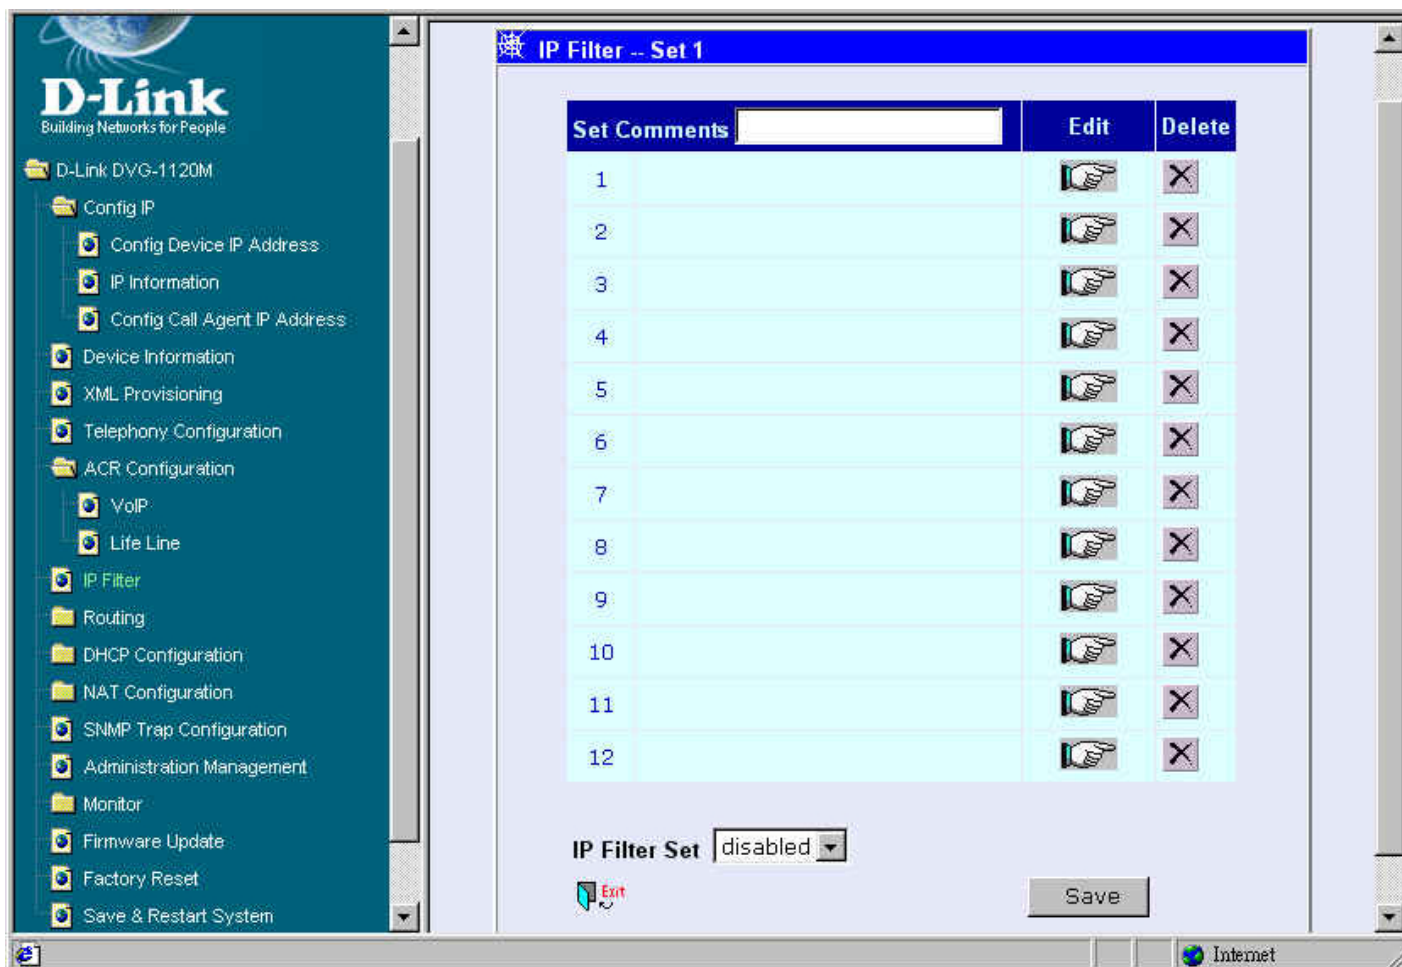 D-Link
Building Networks for People
D-Link DVG-1120M
Config IP
Config Device IP Address
IP Information
Config Call Agent IP Address
Device Information
XML Provisioning
Telephony Configuration
ACR Configuration
VoIP
Life Line
IP Filter
Routing
DHCP Configuration
NAT Configuration
SNMP Trap Configuration
Administration Management
Monitor
Firmware Update
Factory Reset
Save & Restart System
IP Filter -- Set 1
Set Comments Edit Delete
1
2
3
4
5
6
7
8
9
10
11
12
IP Filter Set disabled
Exit
Save
Internet